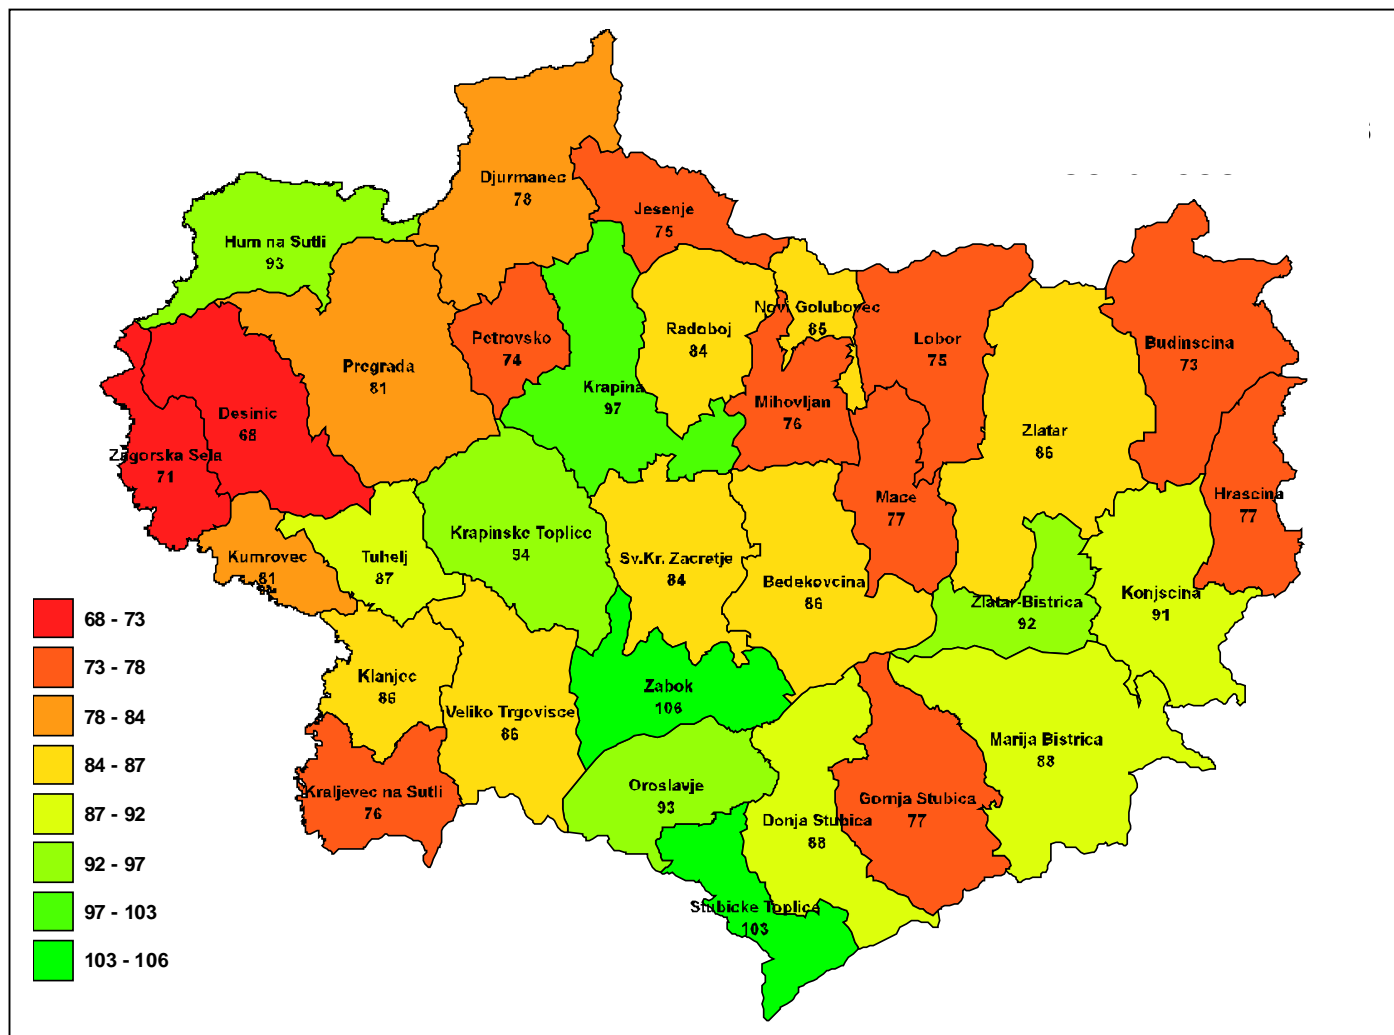 Djurmanec
78
Jesenje
75
Hum na Sutli
93
Novi Golubovec
85
Radoboj
84
Petrovsko
74
Lobor
75
Budinscina
73
Pregrada
81
Krapina
97
Mihovljan
76
Desinic
68
Zlatar
86
Zagorska Sela
71
Mace
77
Hrascina
77
Krapinske Toplice
94
Kumrovec
81
Tuhelj
87
Sv.Kr. Zacretje
84
Bedekovcina
86
Zlatar-Bistrica
92
Konjscina
91
Klanjec
86
Zabok
106
Veliko Trgovisce
86
Marija Bistrica
88
Kraljevec na Sutli
76
Oroslavje
93
Donja Stubica
88
Gornja Stubica
77
Stubicke Toplice
103
68 - 73
73 - 78
78 - 84
84 - 87
87 - 92
92 - 97
97 - 103
103 - 106